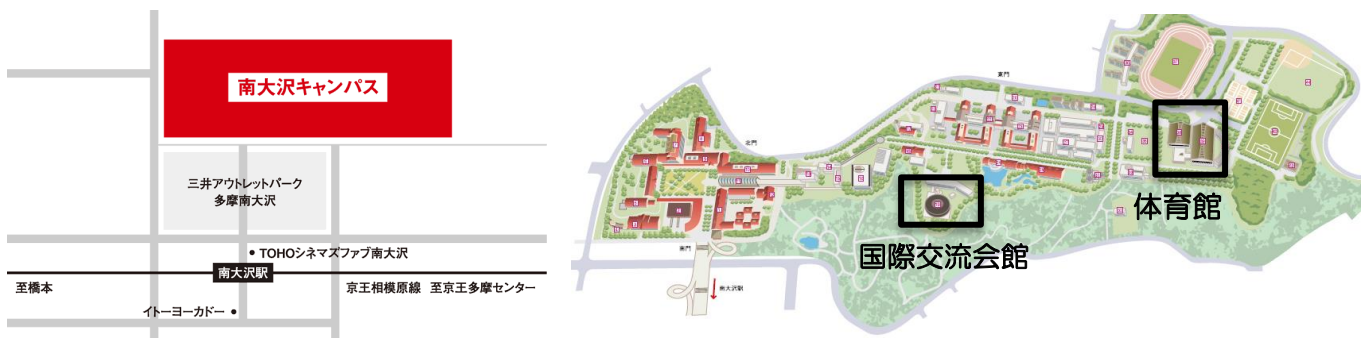 南大沢キャンパス
三井アウトレットパーク
多摩南大沢
TOHOシネマズファブ南大沢
南大沢駅
至橋本
京王相模原線 至京王多摩センター
イトーヨーカドー
東門
北門
体育館
国際交流会館
南門
南大沢駅